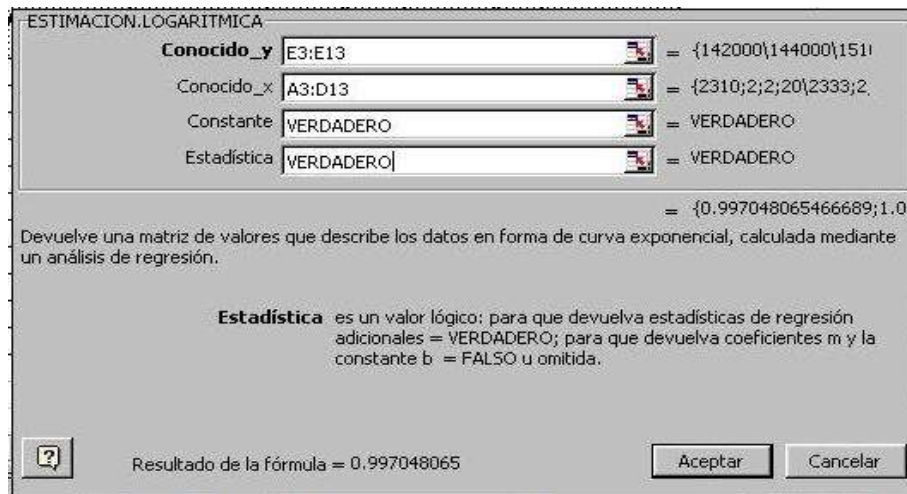 ESTIMACION.LOGARITMICA
Conocido_y E3:E13 = {142000\144000\151(
Conocido_x A3:D13 = {2310;2;2;20\2333;2,
Constante VERDADERO = VERDADERO
Estadística VERDADERO = VERDADERO
= {0.997048065466689;1.0
Devuelve una matriz de valores que describe los datos en forma de curva exponencial, calculada mediante
un análisis de regresión.
Estadística es un valor lógico: para que devuelva estadísticas de regresión
adicionales = VERDADERO; para que devuelva coeficientes m y la
constante b = FALSO u omitida.
Resultado de la fórmula = 0.997048065
Aceptar Cancelar